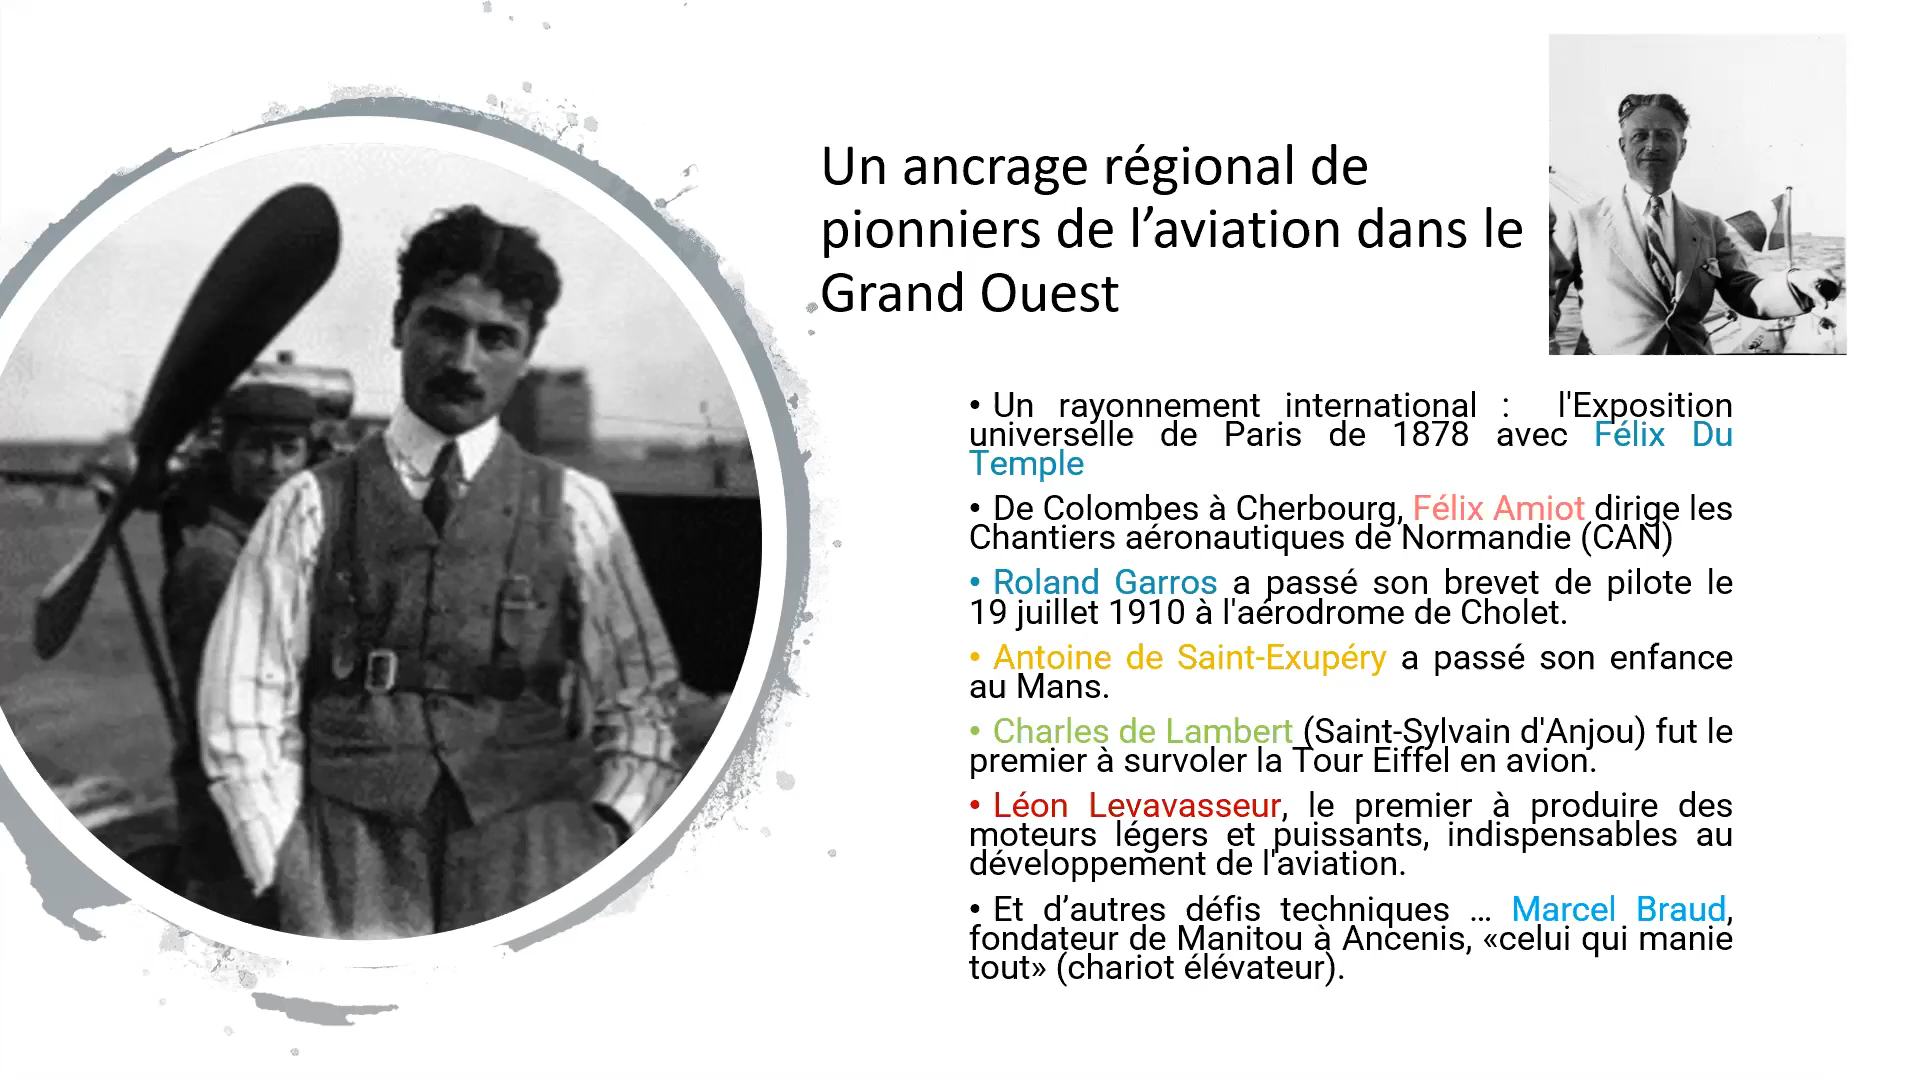 Un ancrage régional de
pionniers de l’aviation dans le
Grand Ouest
• Un rayonnement international : l'Exposition
universelle de Paris de 1878 avec Félix Du
Temple
• De Colombes à Cherbourg, Félix Amiot dirige les
Chantiers aéronautiques de Normandie (CAN)
• Roland Garros a passé son brevet de pilote le
19 juillet 1910 à l'aérodrome de Cholet.
• Antoine de Saint-Exupéry a passé son enfance
au Mans.
• Charles de Lambert (Saint-Sylvain d'Anjou) fut le
premier à survoler la Tour Eiffel en avion.
• Léon Levavasseur, le premier à produire des
moteurs légers et puissants, indispensables au
développement de l'aviation.
• Et d’autres défis techniques … Marcel Braud,
fondateur de Manitou à Ancenis, «celui qui manie
tout» (chariot élévateur).